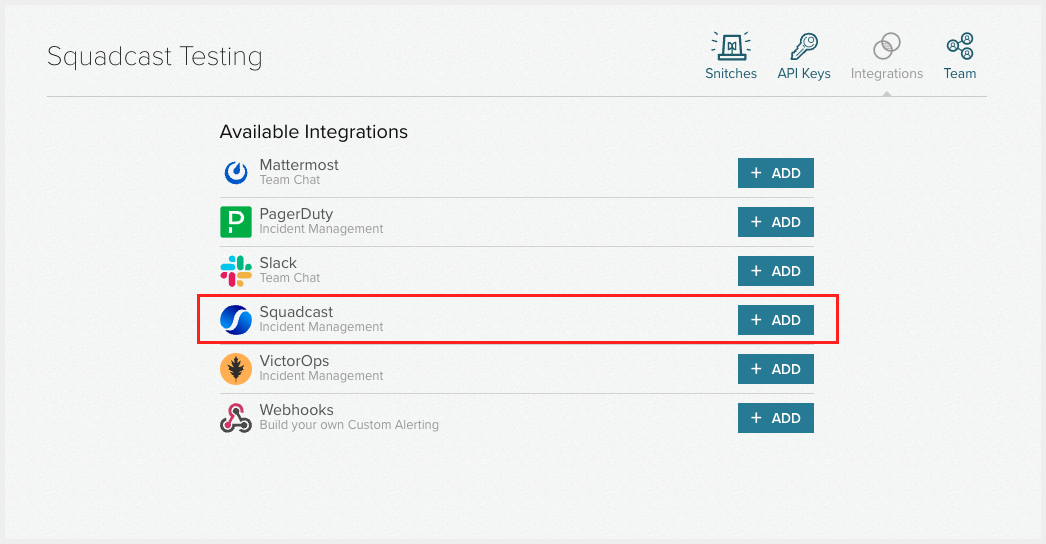 Squadcast Testing
Snitches
API Keys
Integrations
Team
Available Integrations
Mattermost
Team Chat
+ ADD
PagerDuty
Incident Management
+ ADD
Slack
Team Chat
+ ADD
Squadcast
Incident Management
+ ADD
VictorOps
Incident Management
+ ADD
Webhooks
Build your own Custom Alerting
+ ADD